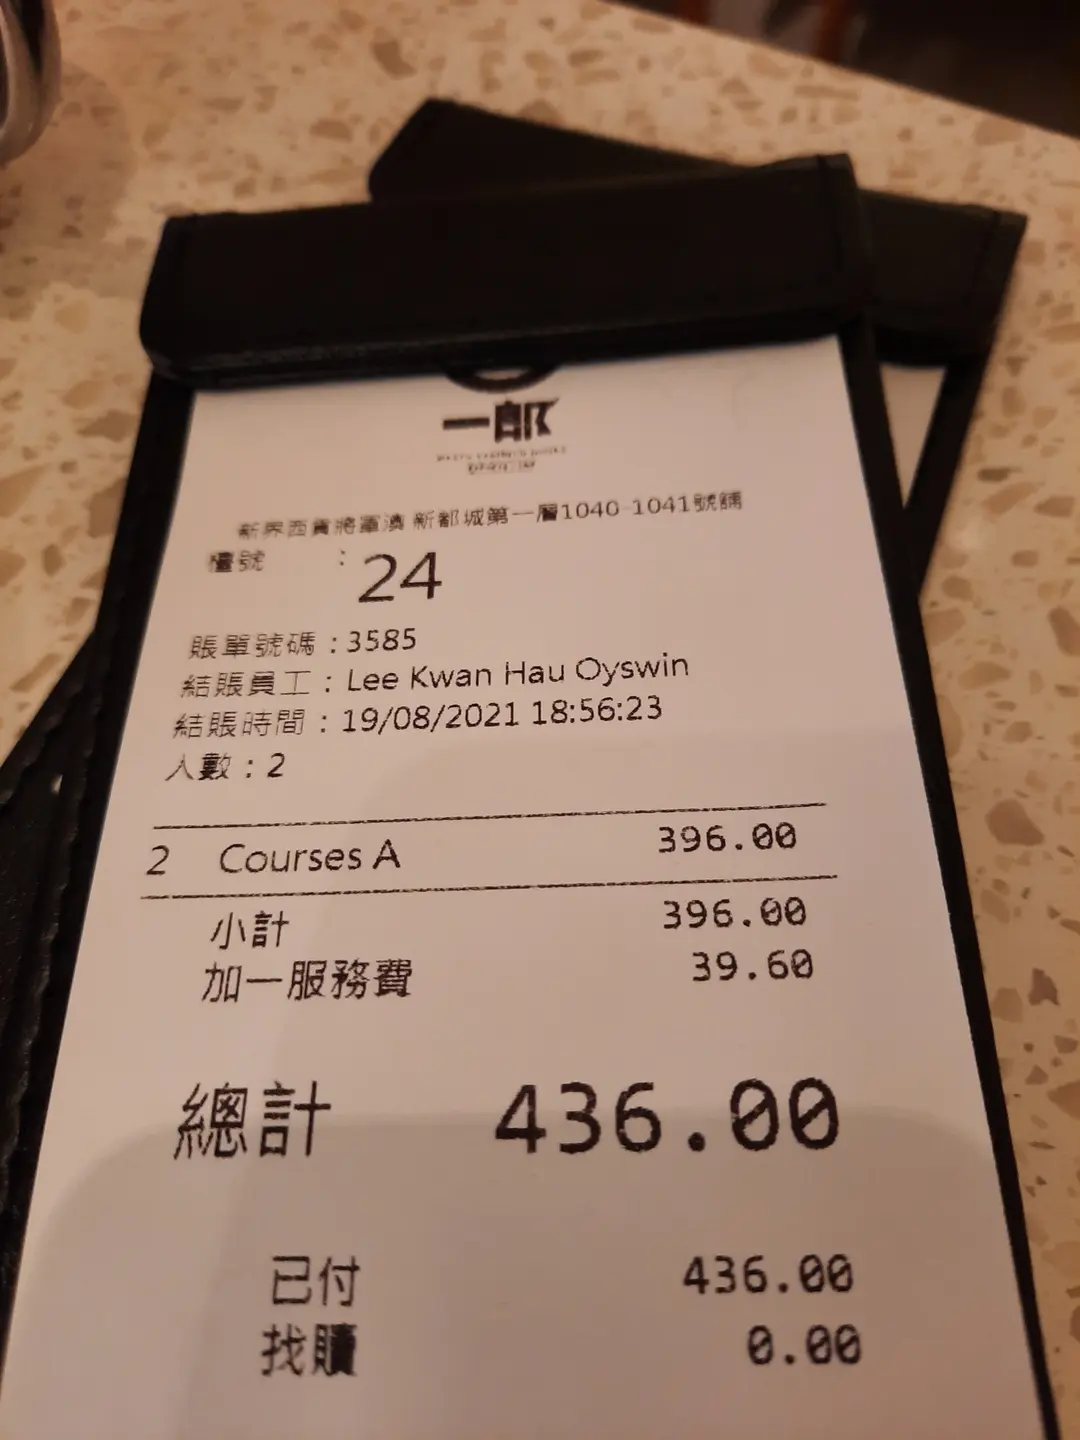 一郎
新界西貢將軍澳 新都城第一層1040-1041號舖
檯號 : 24
賬單號碼 : 3585
結賬員工 : Lee Kwan Hau Oyswin
結賬時間 : 19/08/2021 18:56:23
人數 : 2
2 Courses A 396.00
小計 396.00
加一服務費 39.60
總計 436.00
已付 436.00
找贖 0.00